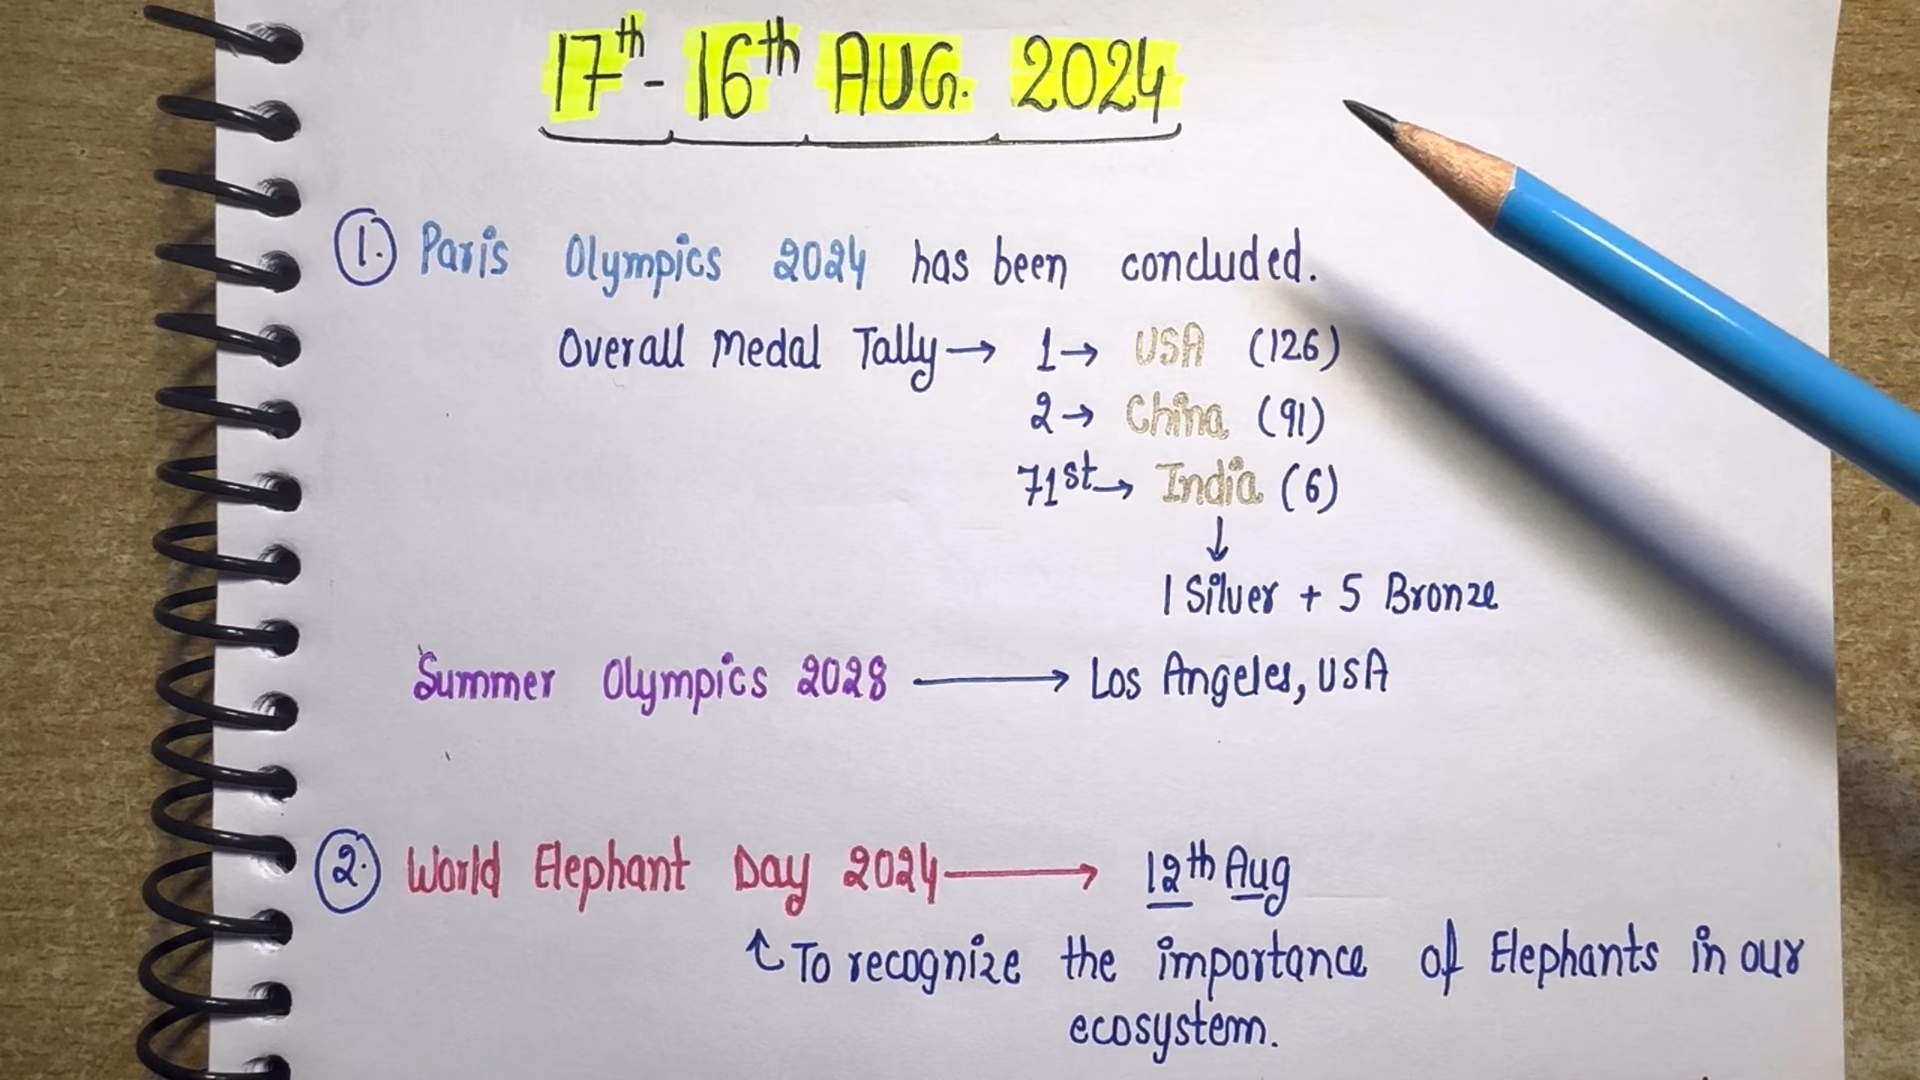 17th - 16th AUG. 2024
1. Paris Olympics 2024 has been concluded.
Overall Medal Tally → 1 → USA (126)
2 → China (91)
71st → India (6)
↓
1 Silver + 5 Bronze
Summer Olympics 2028 → Los Angeles, USA
2. World Elephant Day 2024 → 12th Aug
↑ To recognize the importance of Elephants in our
ecosystem.